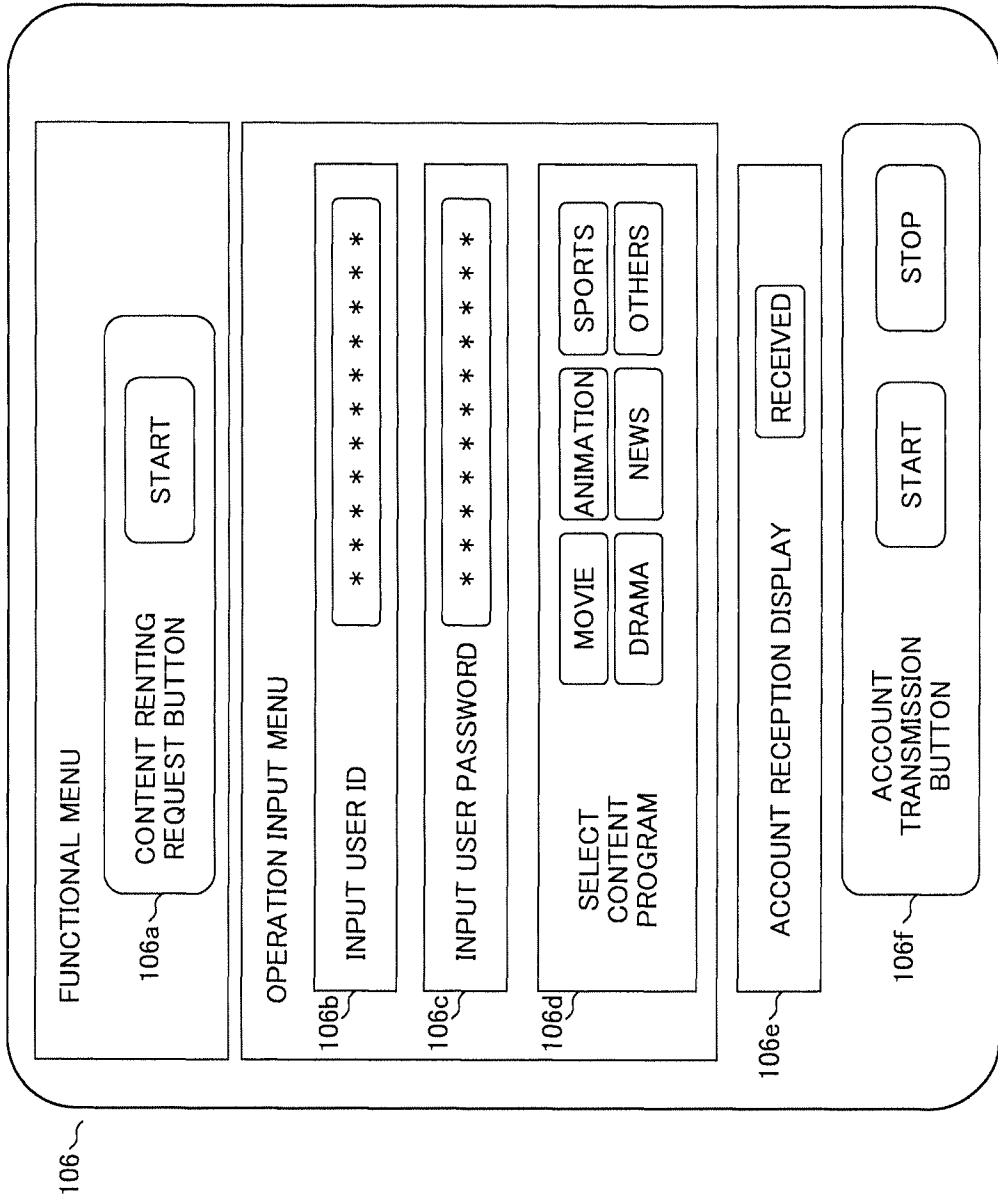 106
FUNCTIONAL MENU
106a
CONTENT RENTING
REQUEST BUTTON
START
OPERATION INPUT MENU
106b
INPUT USER ID
* * * * * * * * * * *
106c
INPUT USER PASSWORD
* * * * * * * * * * *
106d
SELECT
CONTENT
PROGRAM
MOVIE ANIMATION SPORTS
DRAMA NEWS OTHERS
106e
ACCOUNT RECEPTION DISPLAY RECEIVED
106f
ACCOUNT
TRANSMISSION
BUTTON
START STOP